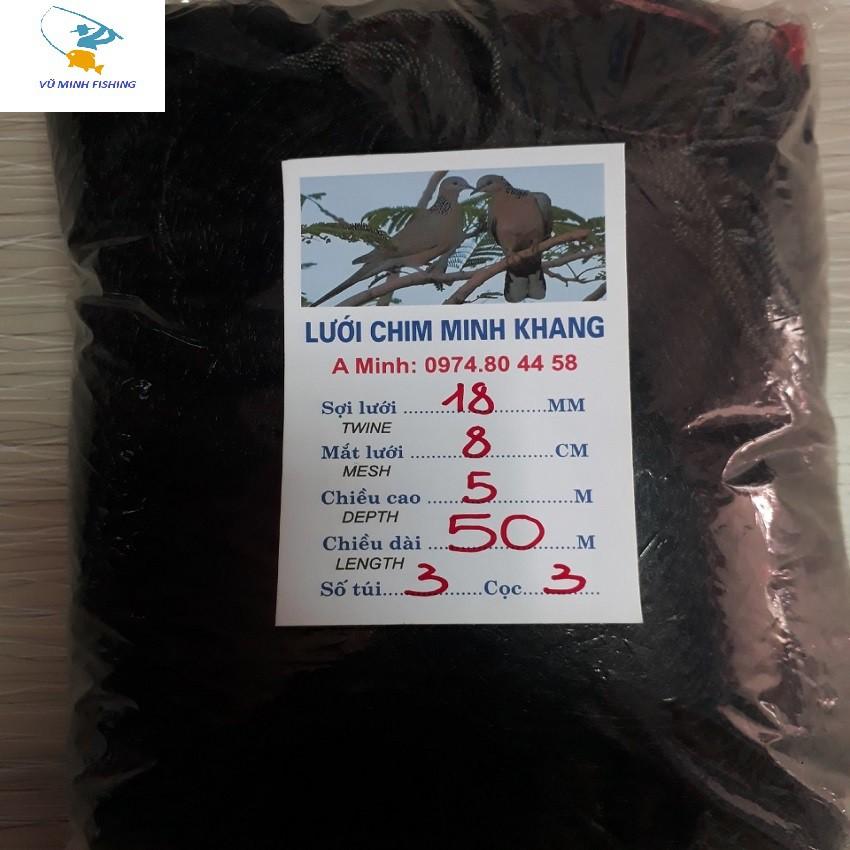 VŨ MINH FISHING
LƯỚI CHIM MINH KHANG
A Minh: 0974.80 44 58
Sợi lưới ....18....MM
TWINE
Mắt lưới ....8....CM
MESH
Chiều cao ....5....M
DEPTH
Chiều dài ....50....M
LENGTH
Số túi....3....Cọc....3....